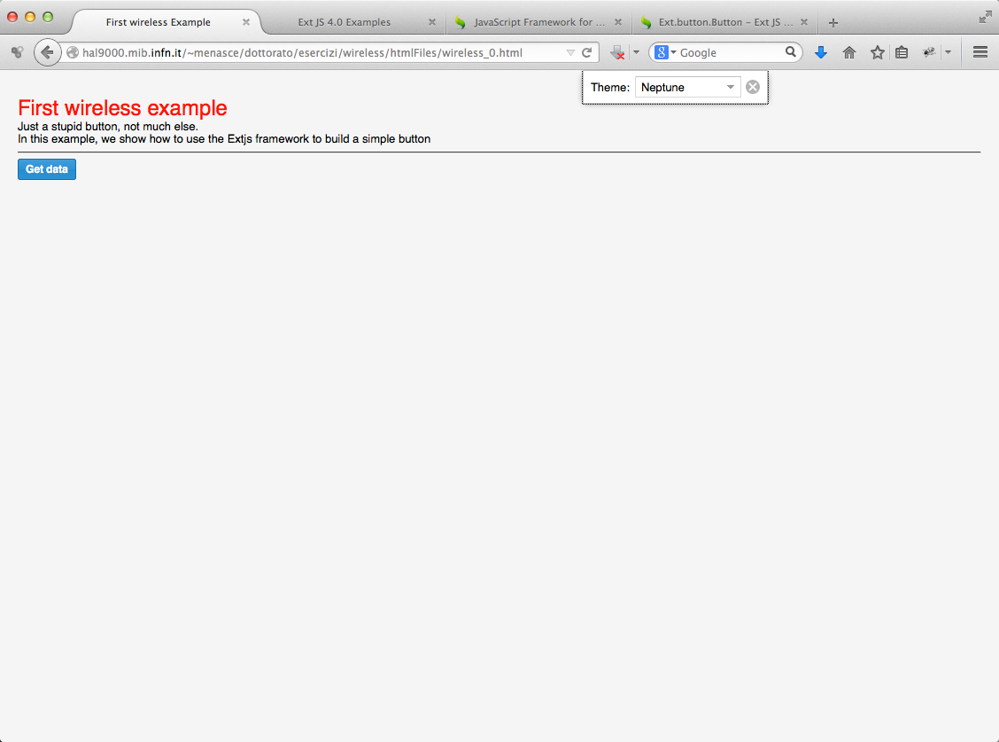 First wireless Example
Ext JS 4.0 Examples
JavaScript Framework for ...
Ext.button.Button – Ext JS ...
hal9000.mib.infn.it/~menasce/dottorato/esercizi/wireless/htmlFiles/wireless_0.html
8 Google
Theme: Neptune
First wireless example
Just a stupid button, not much else.
In this example, we show how to use the Extjs framework to build a simple button
Get data